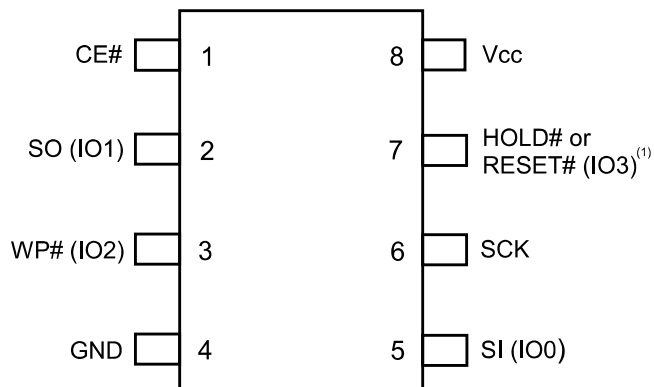 CE# 1 8 Vcc
SO (IO1) 2 7 HOLD# or
RESET# (IO3)(1)
WP# (IO2) 3 6 SCK
GND 4 5 SI (IO0)